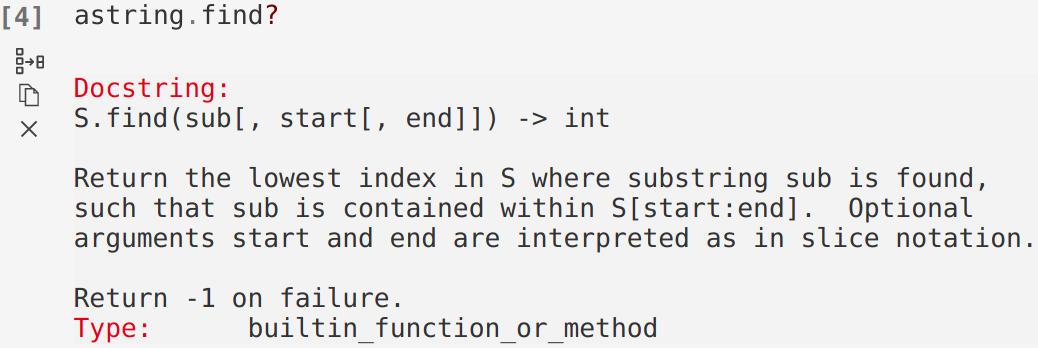 [4] astring.find?
Docstring:
S.find(sub[, start[, end]]) -> int
Return the lowest index in S where substring sub is found,
such that sub is contained within S[start:end].  Optional
arguments start and end are interpreted as in slice notation.
Return -1 on failure.
Type:      builtin_function_or_method